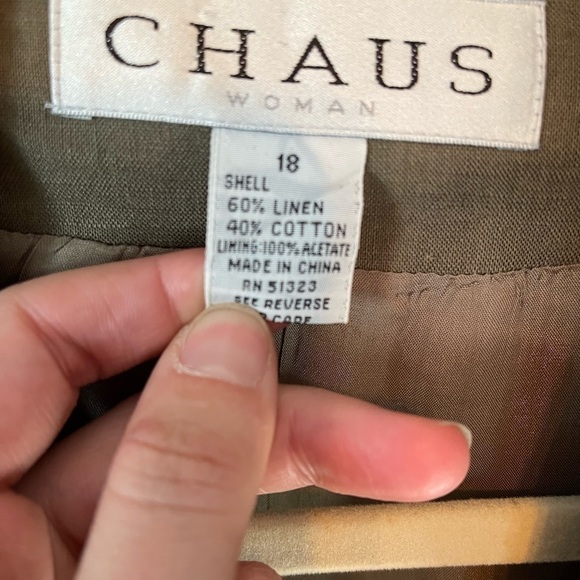 CHAUS
WOMAN
18
SHELL
60% LINEN
40% COTTON
LINING:100% ACETATE
MADE IN CHINA
RN 51323
SEE REVERSE
CARE